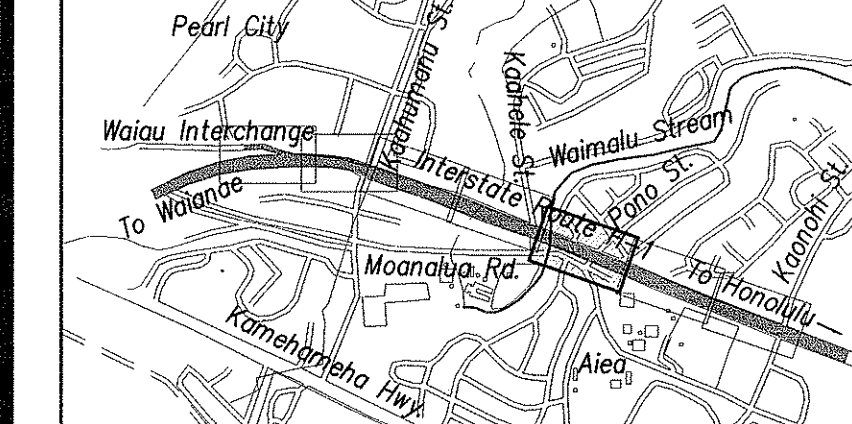 Pearl City
Kaahumanu St.
Kaahele St.
Waiau Interchange
Waimalu Stream
Interstate Route H-1
Pono St.
To Waianae
Kaonohi St.
Moanalua Rd.
To Honolulu
Kamehameha Hwy.
Aiea